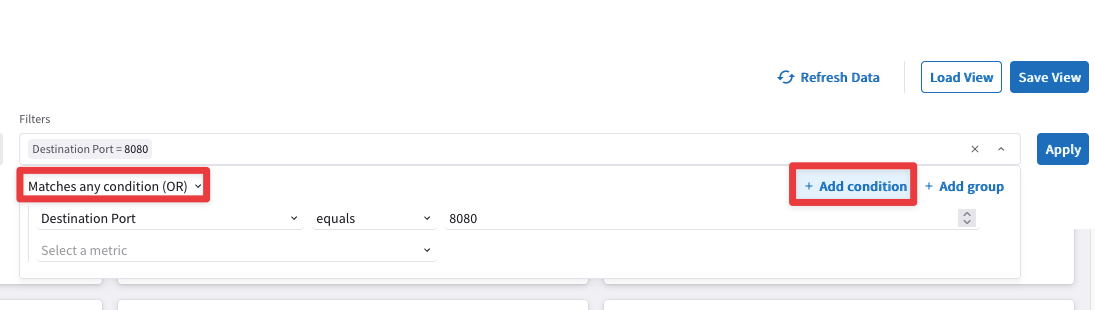 Refresh Data Load View Save View
Filters
Destination Port = 8080 Apply
Matches any condition (OR) + Add condition + Add group
Destination Port equals 8080
Select a metric